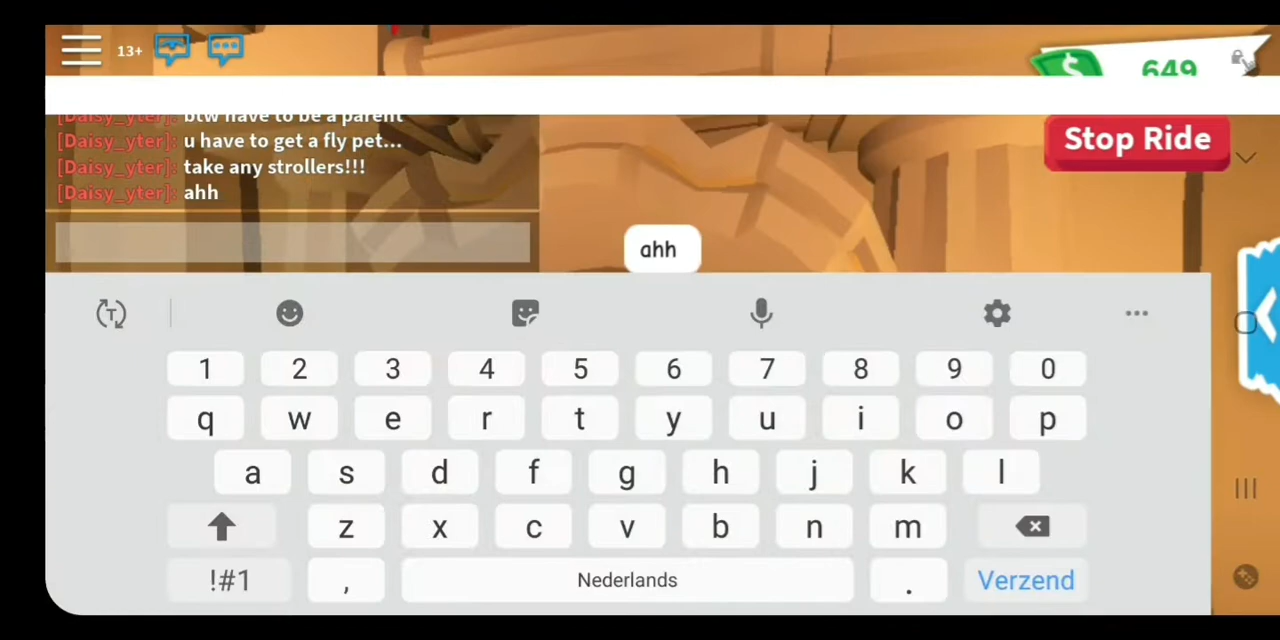 13+
649
[Daisy_yter]: btw have to be a parent
[Daisy_yter]: u have to get a fly pet...
[Daisy_yter]: take any strollers!!!
[Daisy_yter]: ahh
Stop Ride
ahh
T
1 2 3 4 5 6 7 8 9 0
q w e r t y u i o p
a s d f g h j k l
z x c v b n m
!#1 , Nederlands . Verzend